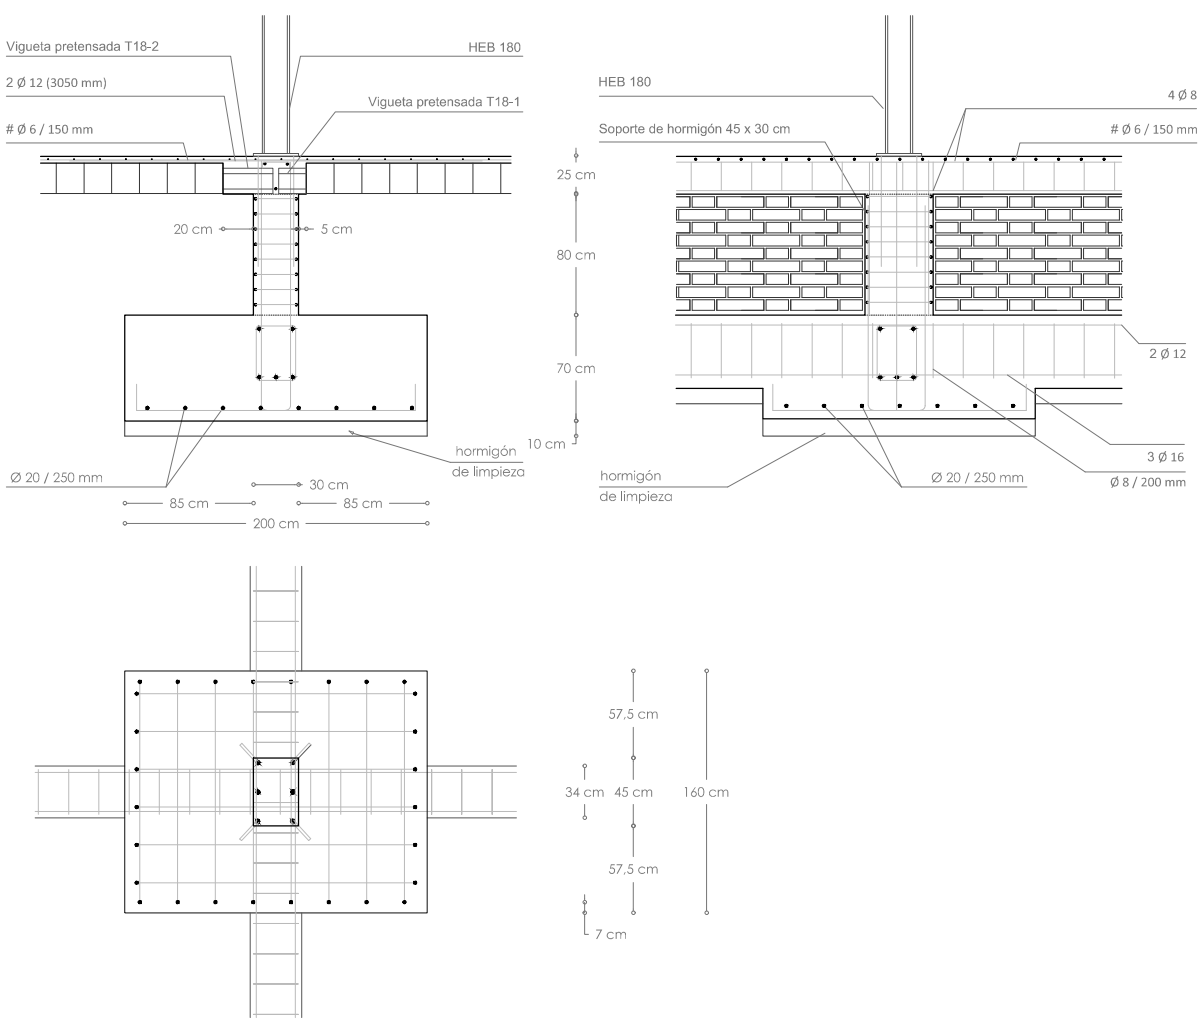 Vigueta pretensada T18-2
HEB 180
2 Ø 12 (3050 mm)
Vigueta pretensada T18-1
# Ø 6 / 150 mm
20 cm
5 cm
hormigón
de limpieza
Ø 20 / 250 mm
30 cm
85 cm
85 cm
200 cm
25 cm
80 cm
70 cm
10 cm
HEB 180
4 Ø 8
Soporte de hormigón 45 x 30 cm
# Ø 6 / 150 mm
2 Ø 12
3 Ø 16
hormigón
de limpieza
Ø 20 / 250 mm
Ø 8 / 200 mm
57,5 cm
34 cm
45 cm
160 cm
57,5 cm
7 cm